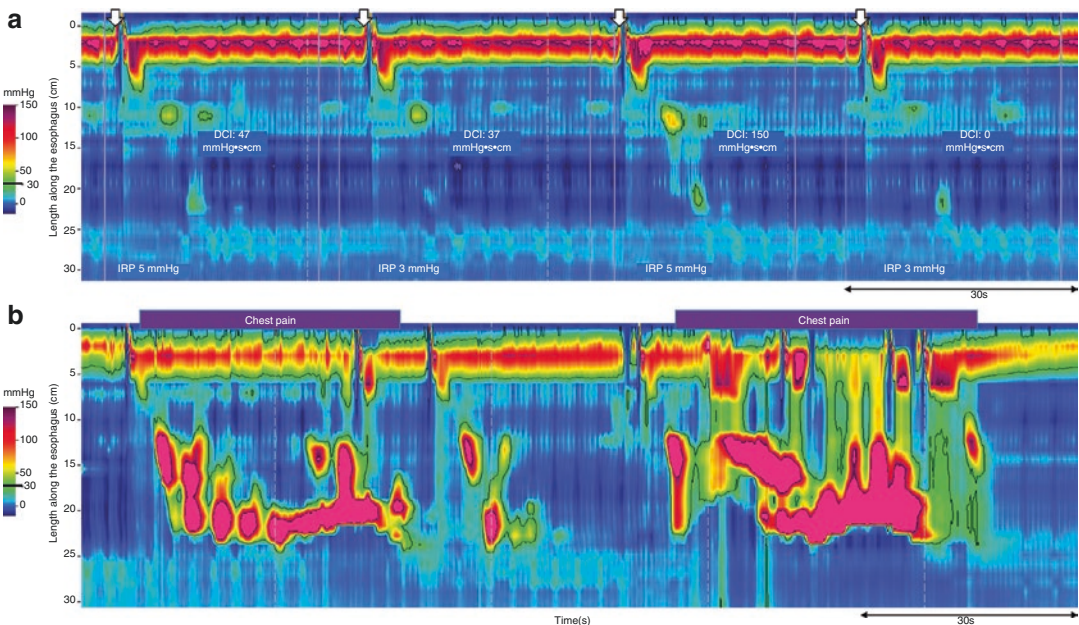 a
0
5
10
15
20
25
30
Length along the esophagus (cm)
mmHg
150
100
50
30
0
DCI: 47
mmHg•s•cm
DCI: 37
mmHg•s•cm
DCI: 150
mmHg•s•cm
DCI: 0
mmHg•s•cm
IRP 5 mmHg
IRP 3 mmHg
IRP 5 mmHg
IRP 3 mmHg
30s
b
Chest pain
Chest pain
0
5
10
15
20
25
30
Length along the esophagus (cm)
mmHg
150
100
50
30
0
Time(s)
30s